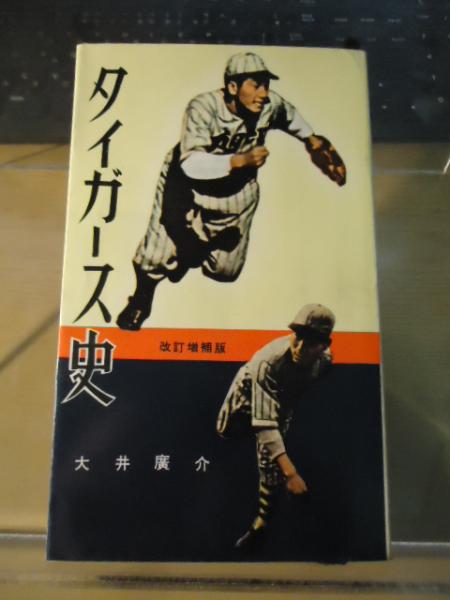 タイガース史
改訂増補版
大井廣介